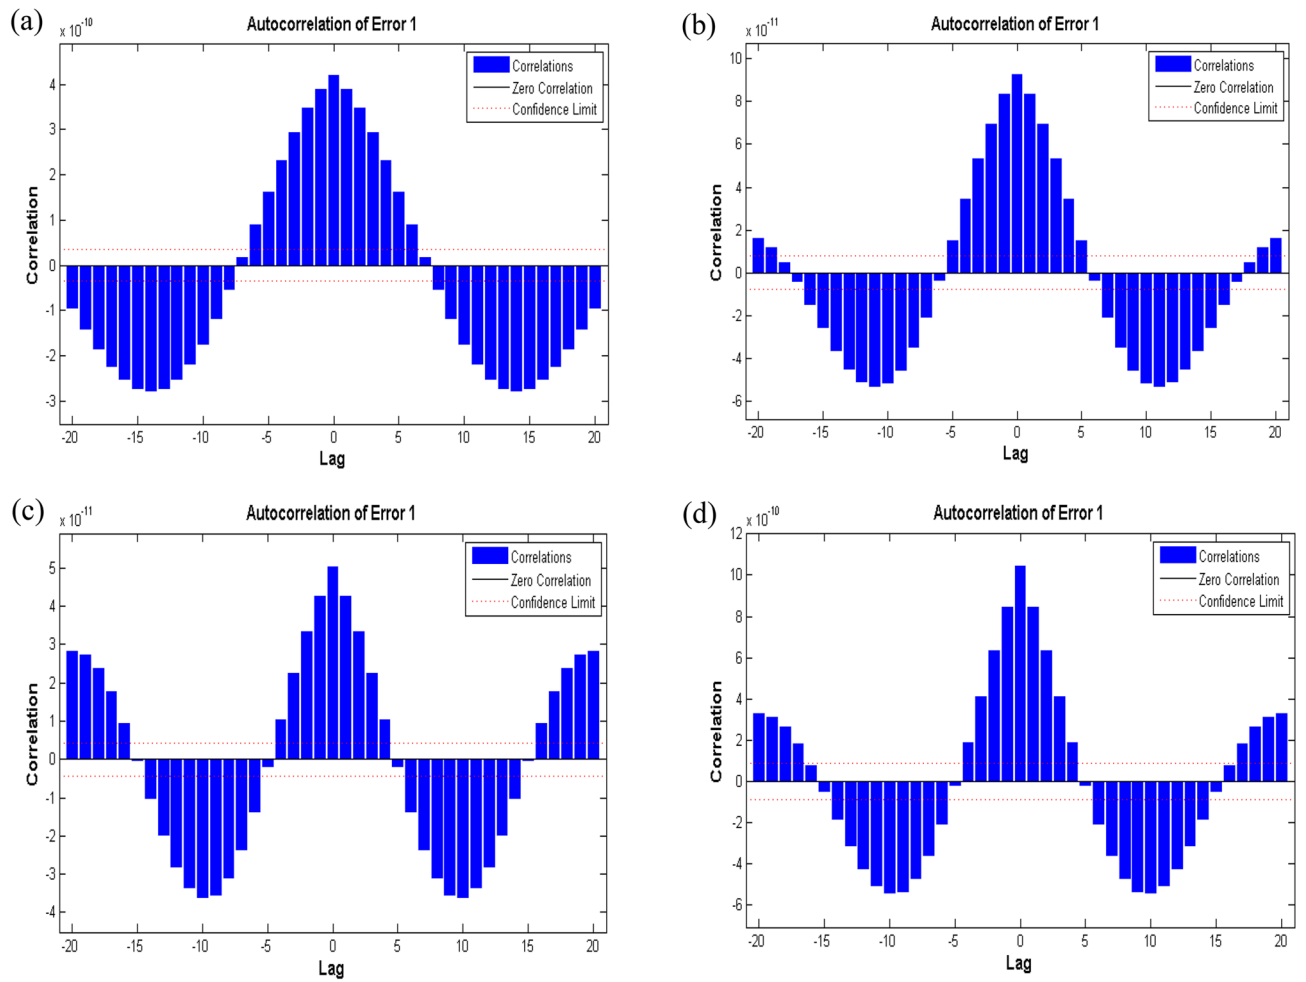 (a)
x 10-10
Autocorrelation of Error 1
Correlations
Zero Correlation
Confidence Limit
4
3
2
1
0
-1
-2
-3
Correlation
-20 -15 -10 -5 0 5 10 15 20
Lag
(b)
x 10-11
Autocorrelation of Error 1
Correlations
Zero Correlation
Confidence Limit
10
8
6
4
2
0
-2
-4
-6
Correlation
-20 -15 -10 -5 0 5 10 15 20
Lag
(c)
x 10-11
Autocorrelation of Error 1
Correlations
Zero Correlation
Confidence Limit
5
4
3
2
1
0
-1
-2
-3
-4
Correlation
-20 -15 -10 -5 0 5 10 15 20
Lag
(d)
x 10-10
Autocorrelation of Error 1
Correlations
Zero Correlation
Confidence Limit
12
10
8
6
4
2
0
-2
-4
-6
Correlation
-20 -15 -10 -5 0 5 10 15 20
Lag